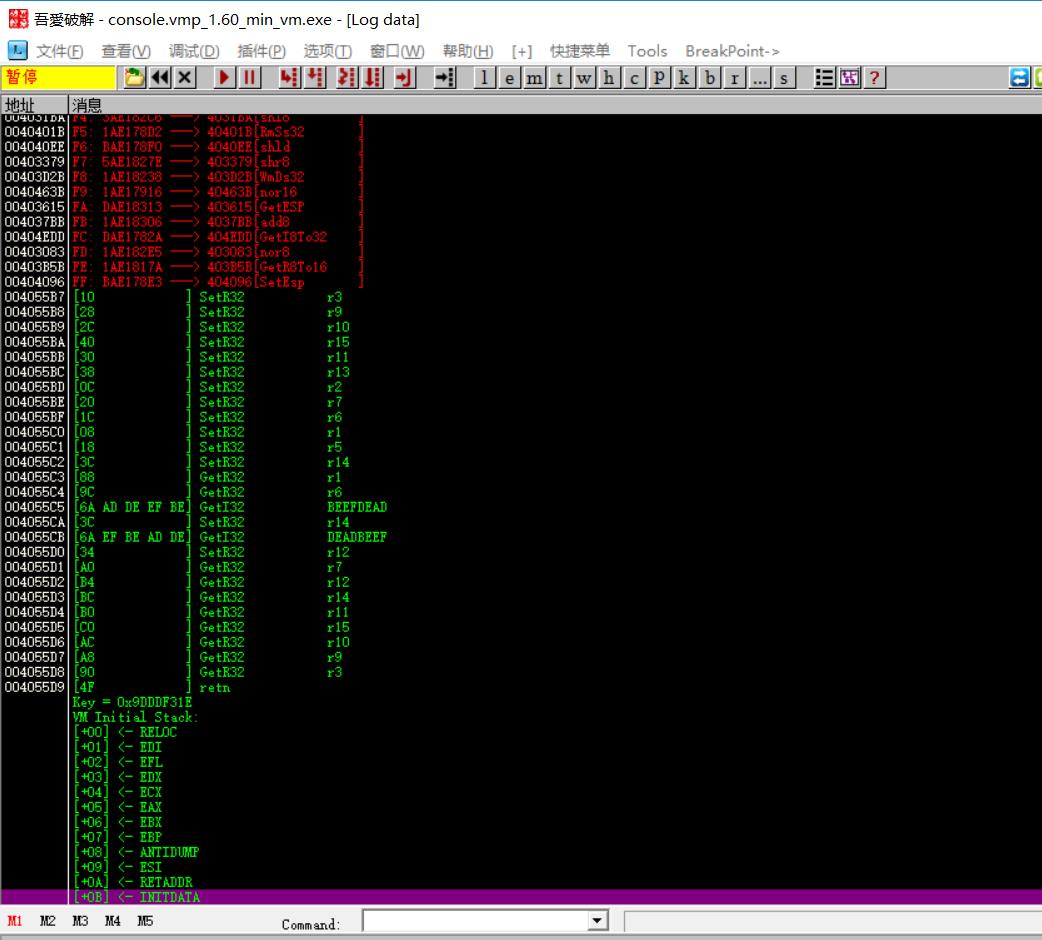 吾愛破解 - console.vmp_1.60_min_vm.exe - [Log data]
文件(F) 查看(V) 调试(D) 插件(P) 选项(T) 窗口(W) 帮助(H) [+] 快捷菜单 Tools BreakPoint->
暂停 l e m t w h c P k b r ... s ?
地址 消息
004031BA F4: 3AE182C6 ---> 4031BA[shl8 ]
0040401B F5: 1AE178D2 ---> 40401B[RmSs32 ]
004040EE F6: BAE178F0 ---> 4040EE[shld ]
00403379 F7: 5AE1827E ---> 403379[shr8 ]
00403D2B F8: 1AE18238 ---> 403D2B[WmDs32 ]
0040463B F9: 1AE17916 ---> 40463B[nor16 ]
00403615 FA: DAE18313 ---> 403615[GetESP ]
004037BB FB: 1AE18306 ---> 4037BB[add8 ]
00404EDD FC: DAE1782A ---> 404EDD[GetI8To32 ]
00403083 FD: 1AE182E5 ---> 403083[nor8 ]
00403B5B FE: 1AE1817A ---> 403B5B[GetR8To16 ]
00404096 FF: BAE178E3 ---> 404096[SetEsp ]
004055B7 [10 ] SetR32 r3
004055B8 [28 ] SetR32 r9
004055B9 [2C ] SetR32 r10
004055BA [40 ] SetR32 r15
004055BB [30 ] SetR32 r11
004055BC [38 ] SetR32 r13
004055BD [0C ] SetR32 r2
004055BE [20 ] SetR32 r7
004055BF [1C ] SetR32 r6
004055C0 [08 ] SetR32 r1
004055C1 [18 ] SetR32 r5
004055C2 [3C ] SetR32 r14
004055C3 [88 ] GetR32 r1
004055C4 [9C ] GetR32 r6
004055C5 [6A AD DE EF BE] GetI32 BEEFDEAD
004055CA [3C ] SetR32 r14
004055CB [6A EF BE AD DE] GetI32 DEADBEEF
004055D0 [34 ] SetR32 r12
004055D1 [A0 ] GetR32 r7
004055D2 [B4 ] GetR32 r12
004055D3 [BC ] GetR32 r14
004055D4 [B0 ] GetR32 r11
004055D5 [C0 ] GetR32 r15
004055D6 [AC ] GetR32 r10
004055D7 [A8 ] GetR32 r9
004055D8 [90 ] GetR32 r3
004055D9 [4F ] retn
Key = 0x9DDDF31E
VM Initial Stack:
[+00] <- RELOC
[+01] <- EDI
[+02] <- EFL
[+03] <- EDX
[+04] <- ECX
[+05] <- EAX
[+06] <- EBX
[+07] <- EBP
[+08] <- ANTIDUMP
[+09] <- ESI
[+0A] <- RETADDR
[+0B] <- INITDATA
M1 M2 M3 M4 M5 Command: